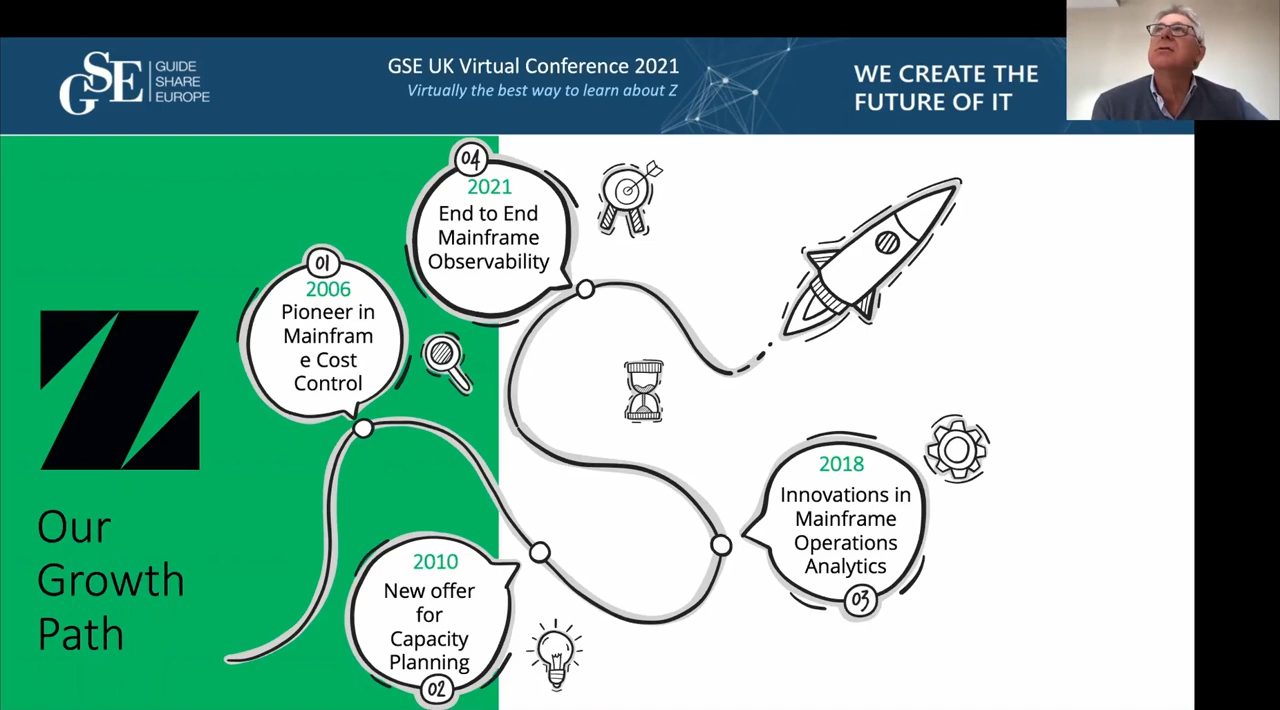 GSE
GUIDE
SHARE
EUROPE
GSE UK Virtual Conference 2021
Virtually the best way to learn about Z
WE CREATE THE
FUTURE OF IT
Z
Our
Growth
Path
01
2006
Pioneer in
Mainfram
e Cost
Control
2010
New offer
for
Capacity
Planning
02
2018
Innovations in
Mainframe
Operations
Analytics
03
04
2021
End to End
Mainframe
Observability